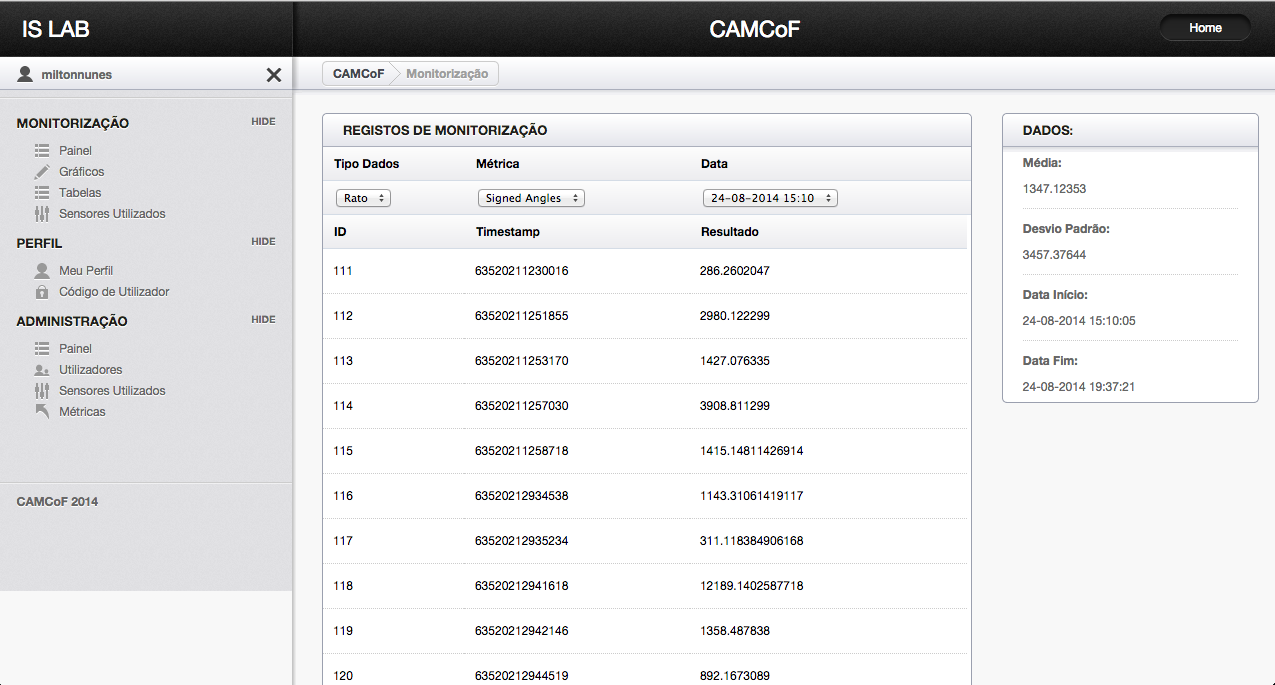 IS LAB
CAMCoF
Home
miltonnunes
CAMCoF
Monitorização
MONITORIZAÇÃO
HIDE
Painel
Gráficos
Tabelas
Sensores Utilizados
PERFIL
HIDE
Meu Perfil
Código de Utilizador
ADMINISTRAÇÃO
HIDE
Painel
Utilizadores
Sensores Utilizados
Métricas
CAMCoF 2014
REGISTOS DE MONITORIZAÇÃO
Tipo Dados Métrica Data
Rato Signed Angles 24-08-2014 15:10
ID Timestamp Resultado
111 63520211230016 286.2602047
112 63520211251855 2980.122299
113 63520211253170 1427.076335
114 63520211257030 3908.811299
115 63520211258718 1415.14811426914
116 63520212934538 1143.31061419117
117 63520212935234 311.118384906168
118 63520212941618 12189.1402587718
119 63520212942146 1358.487838
120 63520212944519 892.1673089
DADOS:
Média:
1347.12353
Desvio Padrão:
3457.37644
Data Início:
24-08-2014 15:10:05
Data Fim:
24-08-2014 19:37:21